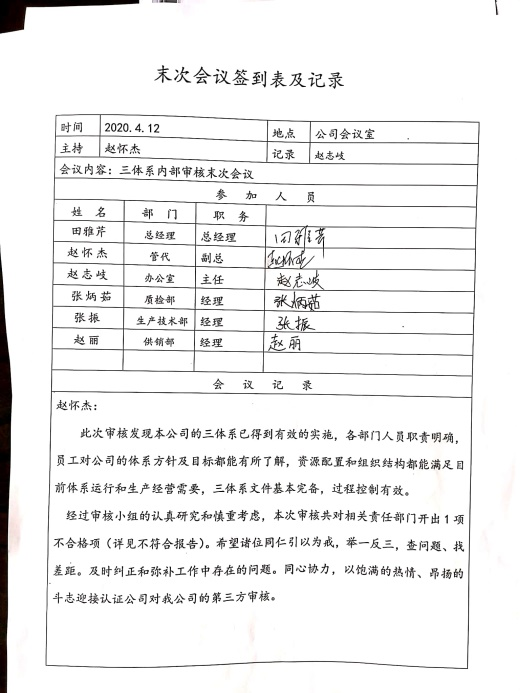 末次会议签到表及记录
时间 2020.4.12 地点 公司会议室
主持 赵怀杰 记录 赵志岐
会议内容：三体系内部审核末次会议
参 加 人 员
姓 名 部 门 职 务
田雅芹 总经理 总经理 田雅芹
赵怀杰 管代 副总 赵怀杰
赵志岐 办公室 主任 赵志岐
张炳茹 质检部 经理 张炳茹
张振 生产技术部 经理 张振
赵丽 供销部 经理 赵丽
会 议 记 录
赵怀杰：
此次审核发现本公司的三体系已得到有效的实施，各部门人员职责明确，
员工对公司的体系方针及目标都能有所了解，资源配置和组织结构都能满足目
前体系运行和生产经营需要，三体系文件基本完备，过程控制有效。
经过审核小组的认真研究和慎重考虑，本次审核共对相关责任部门开出1项
不合格项（详见不符合报告）。希望诸位同仁引以为戒，举一反三，查问题、找
差距。及时纠正和弥补工作中存在的问题。同心协力，以饱满的热情、昂扬的
斗志迎接认证公司对我公司的第三方审核。